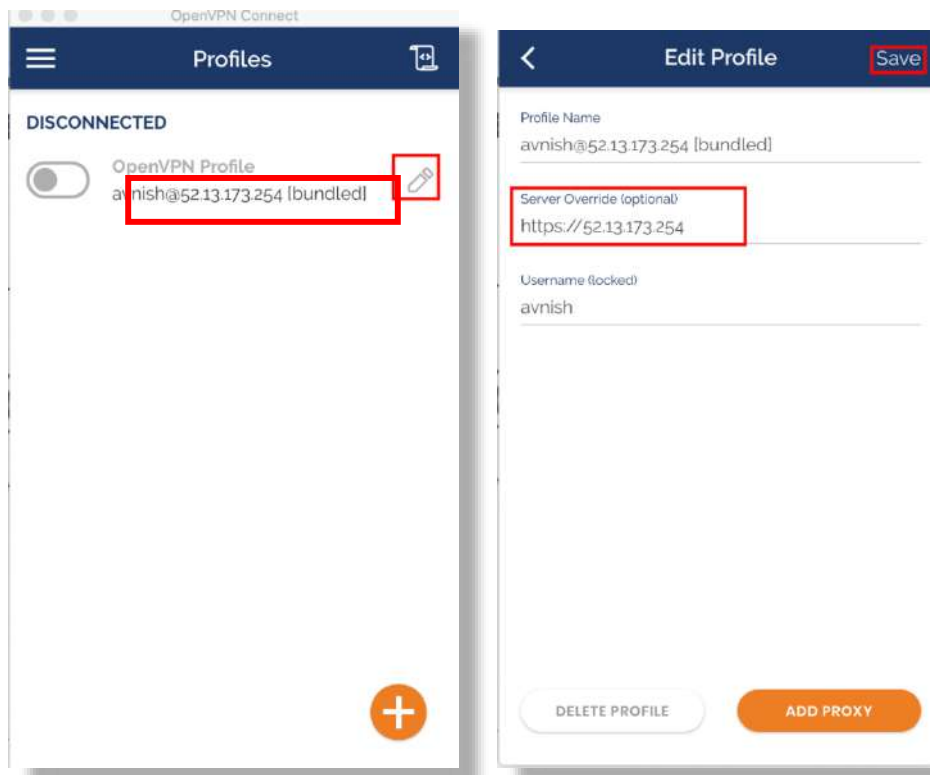 OpenVPN Connect
Profiles
DISCONNECTED
OpenVPN Profile
avnish@52.13.173.254 [bundled]
Edit Profile
Save
Profile Name
avnish@52.13.173.254 [bundled]
Server Override (optional)
https://52.13.173.254
Username (locked)
avnish
DELETE PROFILE
ADD PROXY